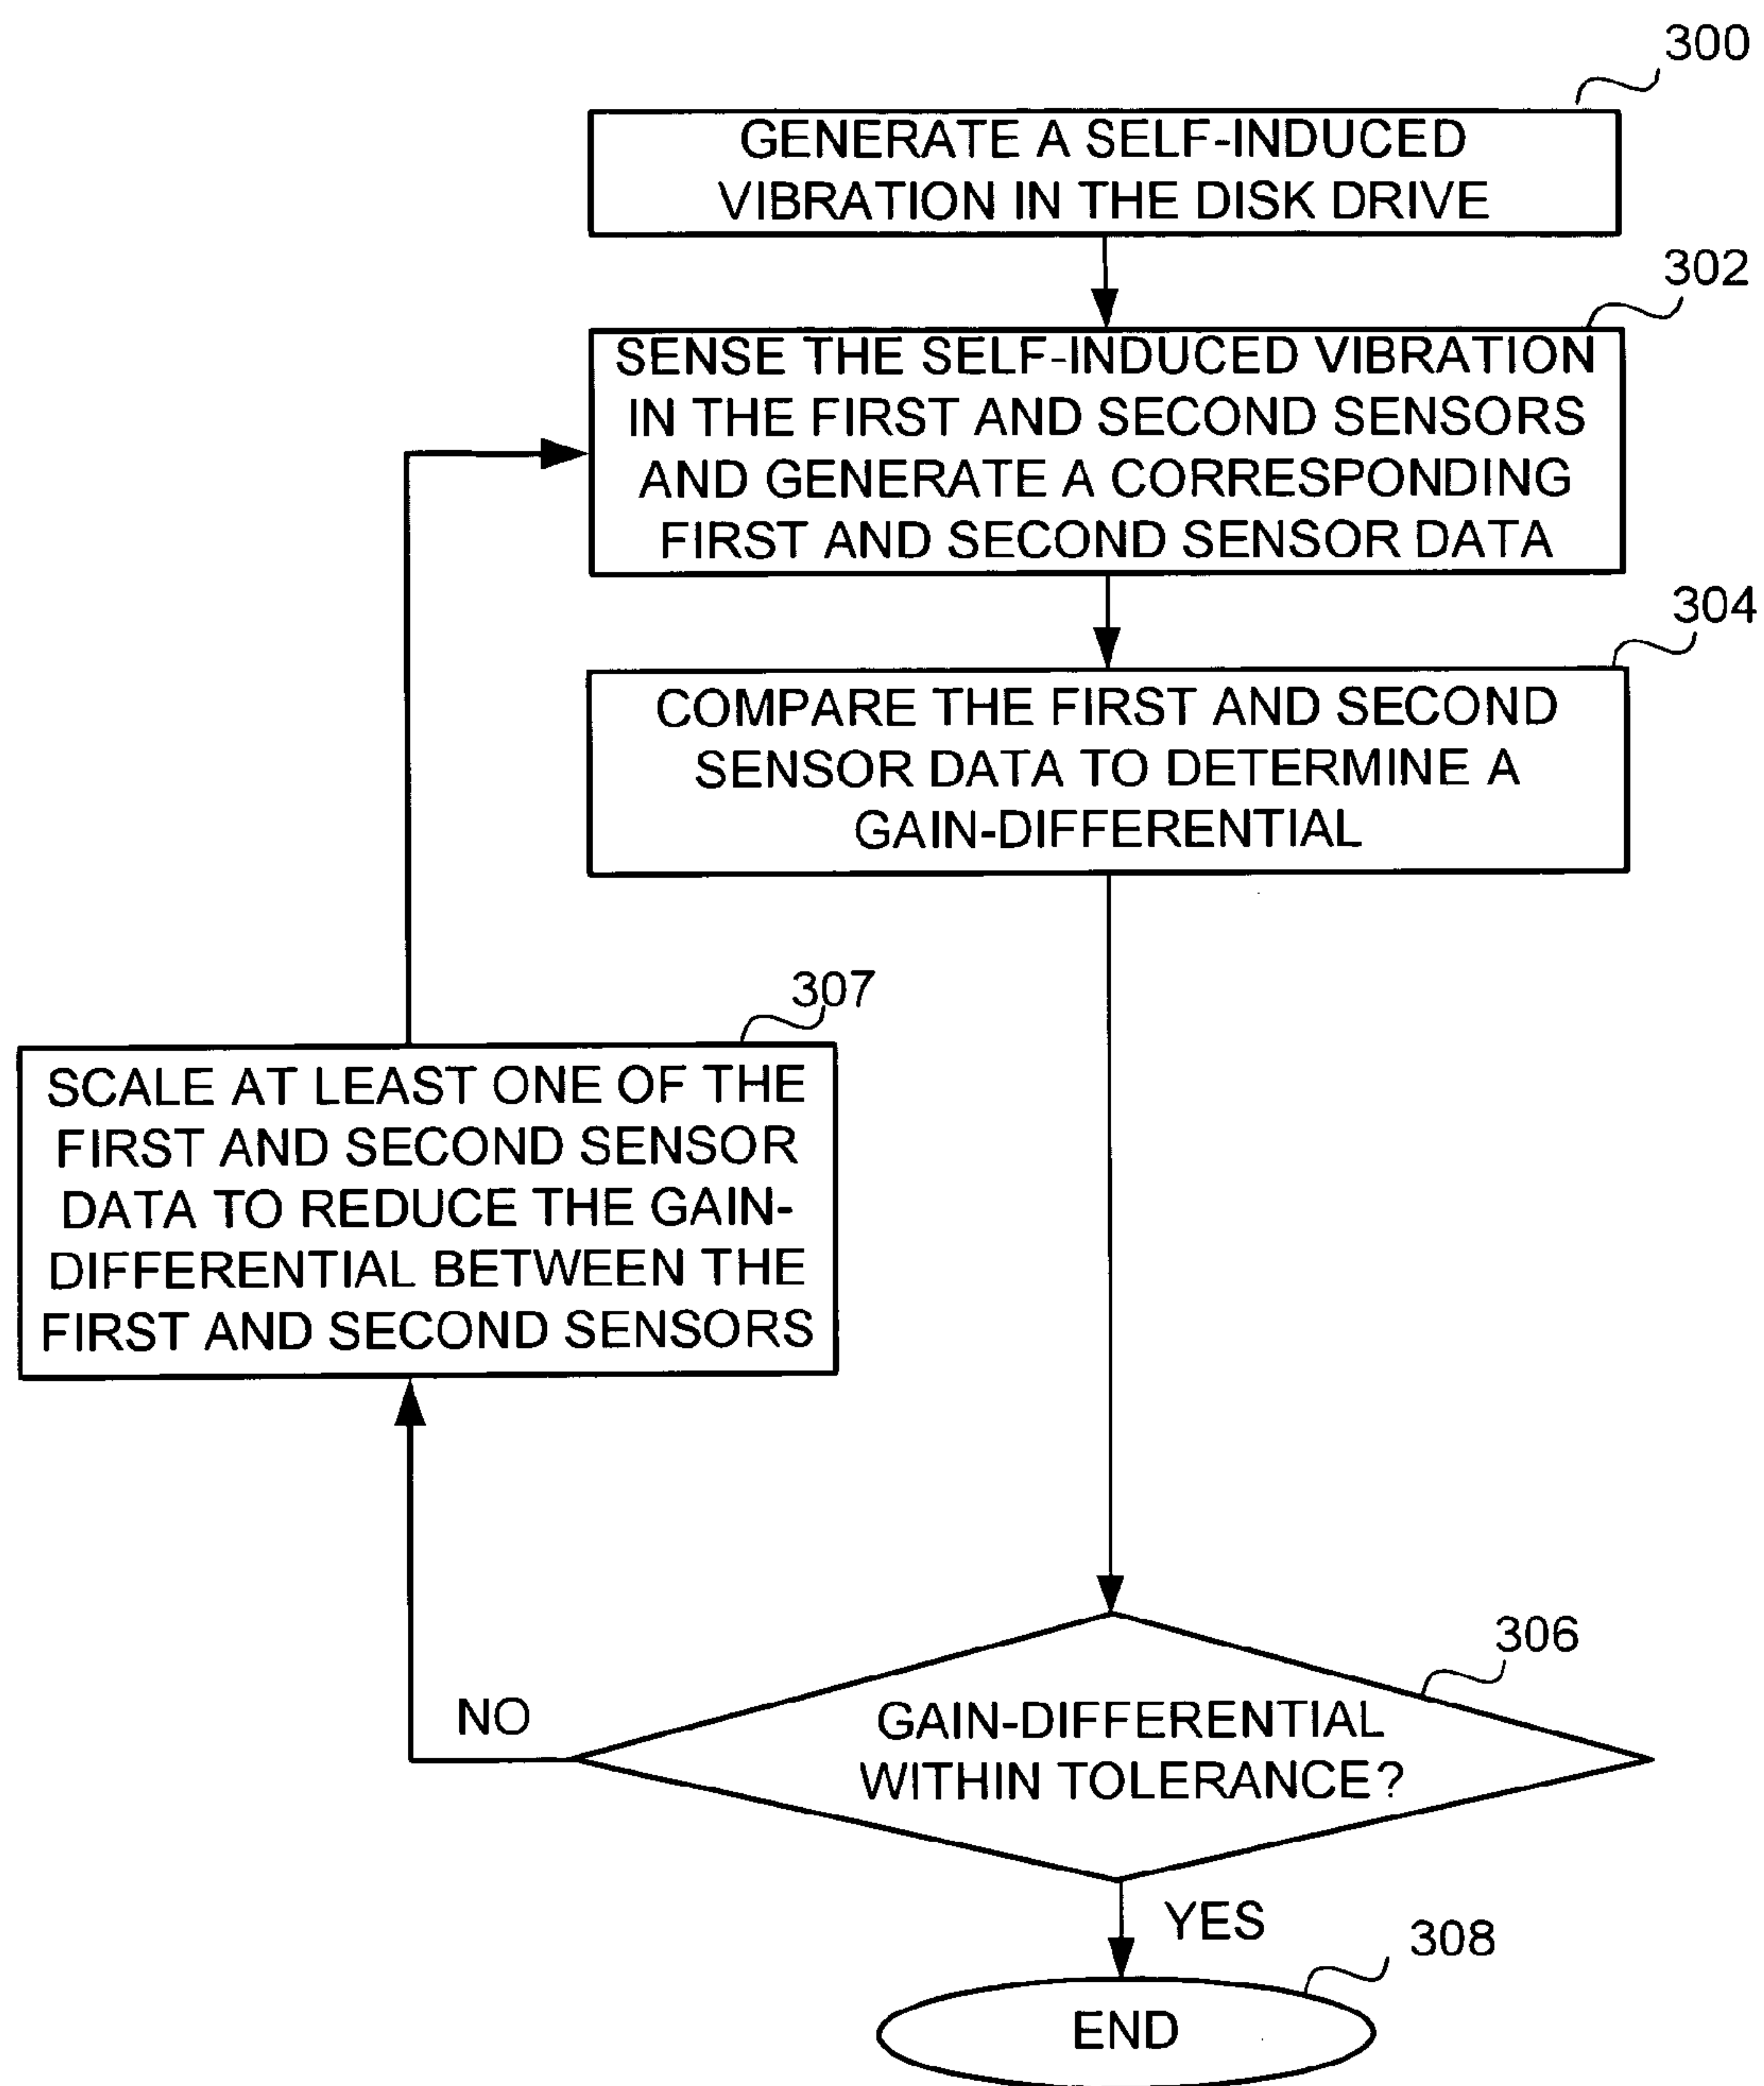 300
GENERATE A SELF-INDUCED
VIBRATION IN THE DISK DRIVE
302
SENSE THE SELF-INDUCED VIBRATION
IN THE FIRST AND SECOND SENSORS
AND GENERATE A CORRESPONDING
FIRST AND SECOND SENSOR DATA
304
COMPARE THE FIRST AND SECOND
SENSOR DATA TO DETERMINE A
GAIN-DIFFERENTIAL
307
SCALE AT LEAST ONE OF THE
FIRST AND SECOND SENSOR
DATA TO REDUCE THE GAIN-
DIFFERENTIAL BETWEEN THE
FIRST AND SECOND SENSORS
306
GAIN-DIFFERENTIAL
WITHIN TOLERANCE?
NO
YES
308
END